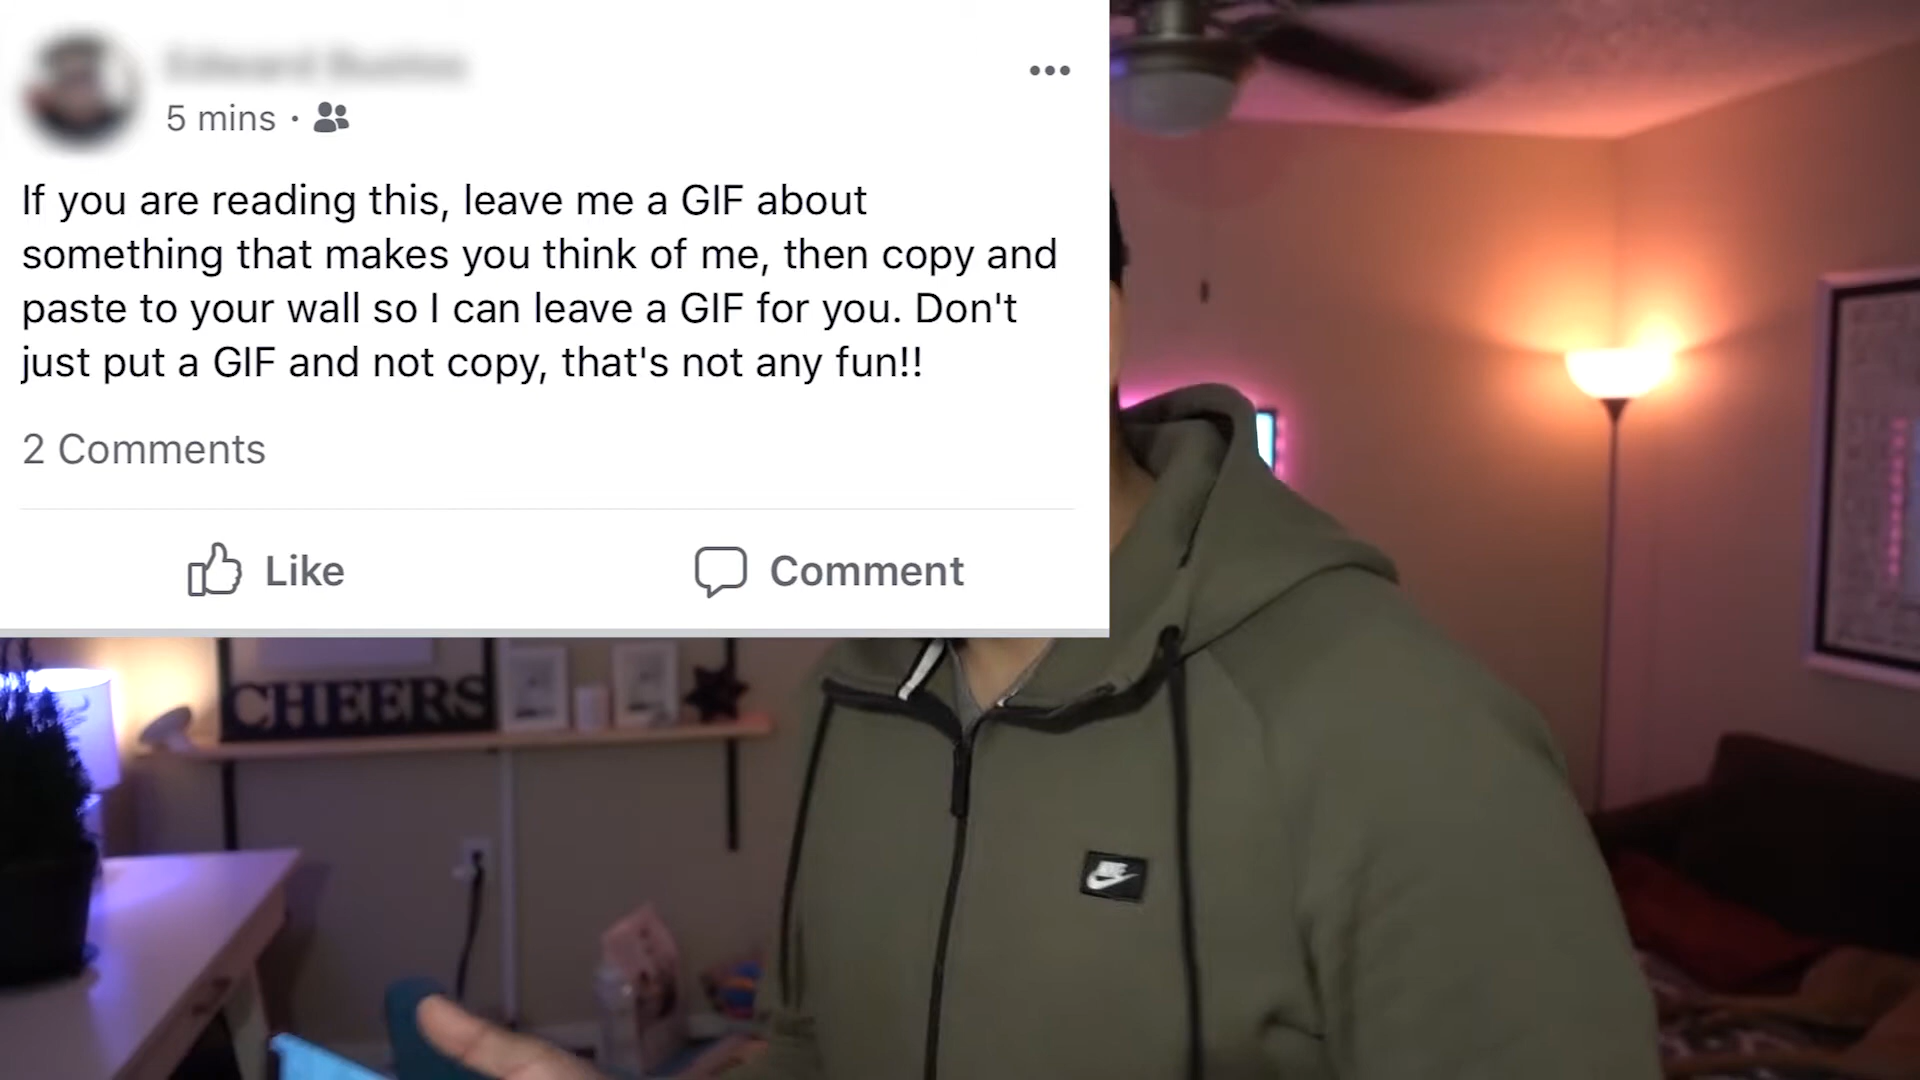 5 mins ·
If you are reading this, leave me a GIF about
something that makes you think of me, then copy and
paste to your wall so I can leave a GIF for you. Don't
just put a GIF and not copy, that's not any fun!!
2 Comments
Like
Comment
CHEERS
NIKE